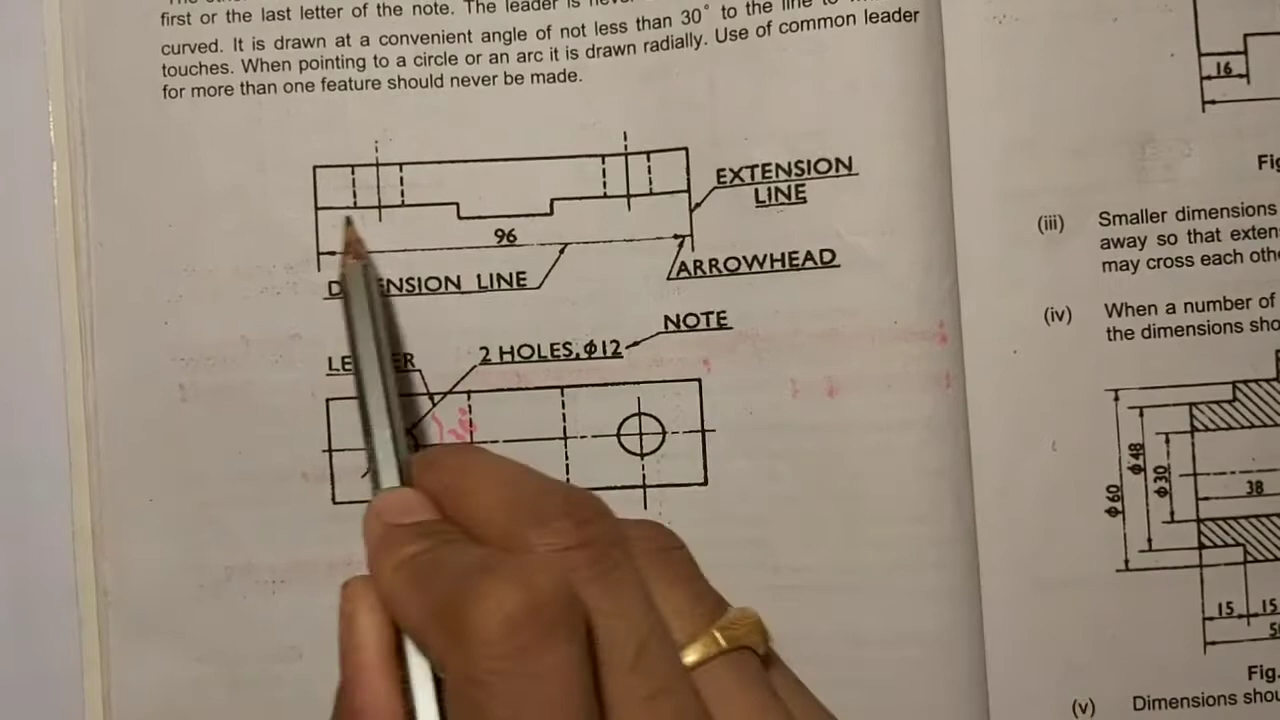 first or the last letter of the note. The leader is
curved. It is drawn at a convenient angle of not less than 30° to the line to
touches. When pointing to a circle or an arc it is drawn radially. Use of common leader
for more than one feature should never be made.
EXTENSION
LINE
96
DIMENSION LINE
ARROWHEAD
NOTE
2 HOLES, ϕ12
LEADER
30°
16
(iii) Smaller dimensions
away so that exten
may cross each oth
(iv) When a number of
the dimensions sho
ϕ60
ϕ48
ϕ30
38
15
15
Fig.
(v) Dimensions shou